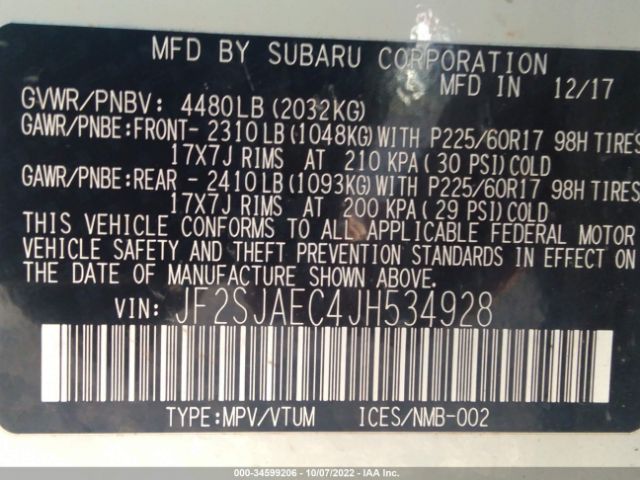 MFD BY SUBARU CORPORATION
MFD IN 12/17
GVWR/PNBV: 4480LB (2032KG)
GAWR/PNBE:FRONT- 2310LB(1048KG)WITH P225/60R17 98H TIRES
17X7J RIMS AT 210 KPA(30 PSI)COLD
GAWR/PNBE:REAR - 2410LB(1093KG)WITH P225/60R17 98H TIRES
17X7J RIMS AT 200 KPA(29 PSI)COLD
THIS VEHICLE CONFORMS TO ALL APPLICABLE FEDERAL MOTOR
VEHICLE SAFETY AND THEFT PREVENTION STANDARDS IN EFFECT ON
THE DATE OF MANUFACTURE SHOWN ABOVE.
VIN: JF2SJAEC4JH534928
TYPE:MPV/VTUM ICES/NMB-002
000-34599206 - 10/07/2022 - IAA Inc.